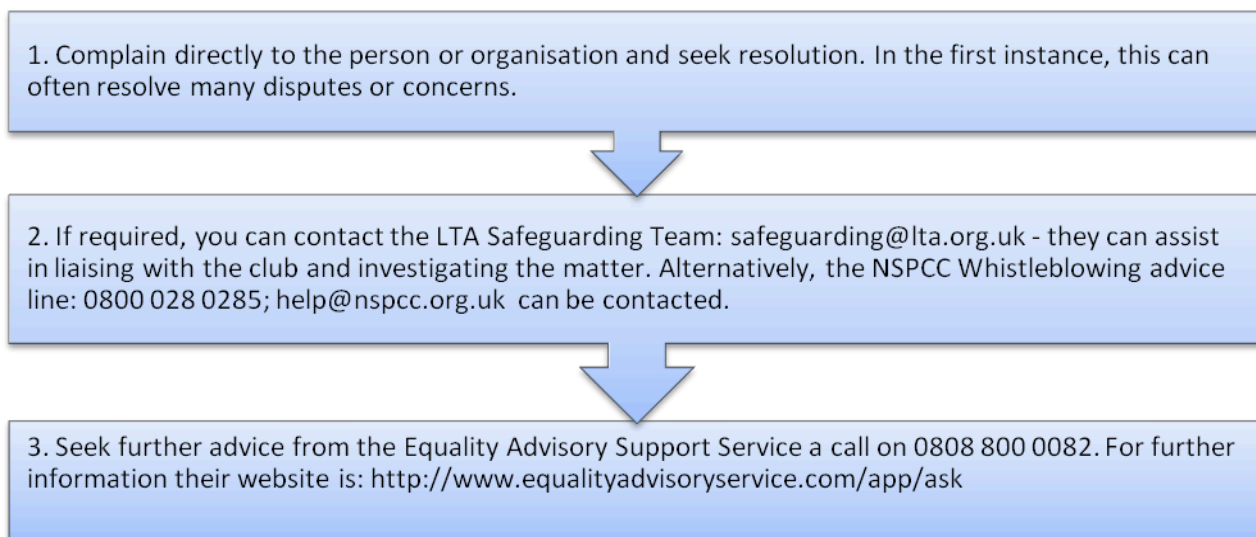 1. Complain directly to the person or organisation and seek resolution. In the first instance, this can
often resolve many disputes or concerns.
2. If required, you can contact the LTA Safeguarding Team: safeguarding@lta.org.uk - they can assist
in liaising with the club and investigating the matter. Alternatively, the NSPCC Whistleblowing advice
line: 0800 028 0285; help@nspcc.org.uk can be contacted.
3. Seek further advice from the Equality Advisory Support Service a call on 0808 800 0082. For further
information their website is: http://www.equalityadvisoryservice.com/app/ask